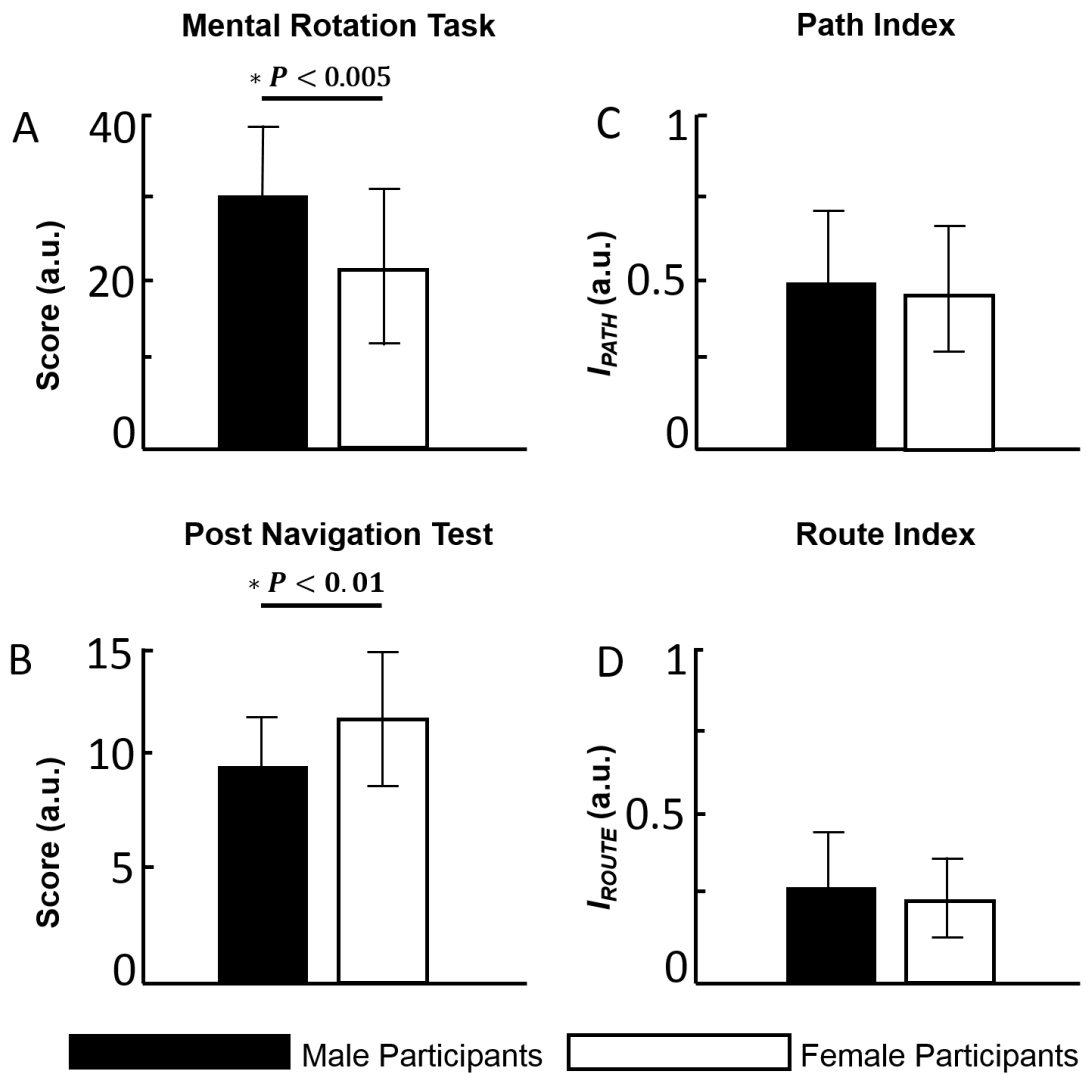 Mental Rotation Task
* P < 0.005
A
40
20
0
Score (a.u.)
Path Index
C
1
0.5
0
I_PATH (a.u.)
Post Navigation Test
* P < 0.01
B
15
10
5
0
Score (a.u.)
Route Index
D
1
0.5
0
I_ROUTE (a.u.)
Male Participants
Female Participants